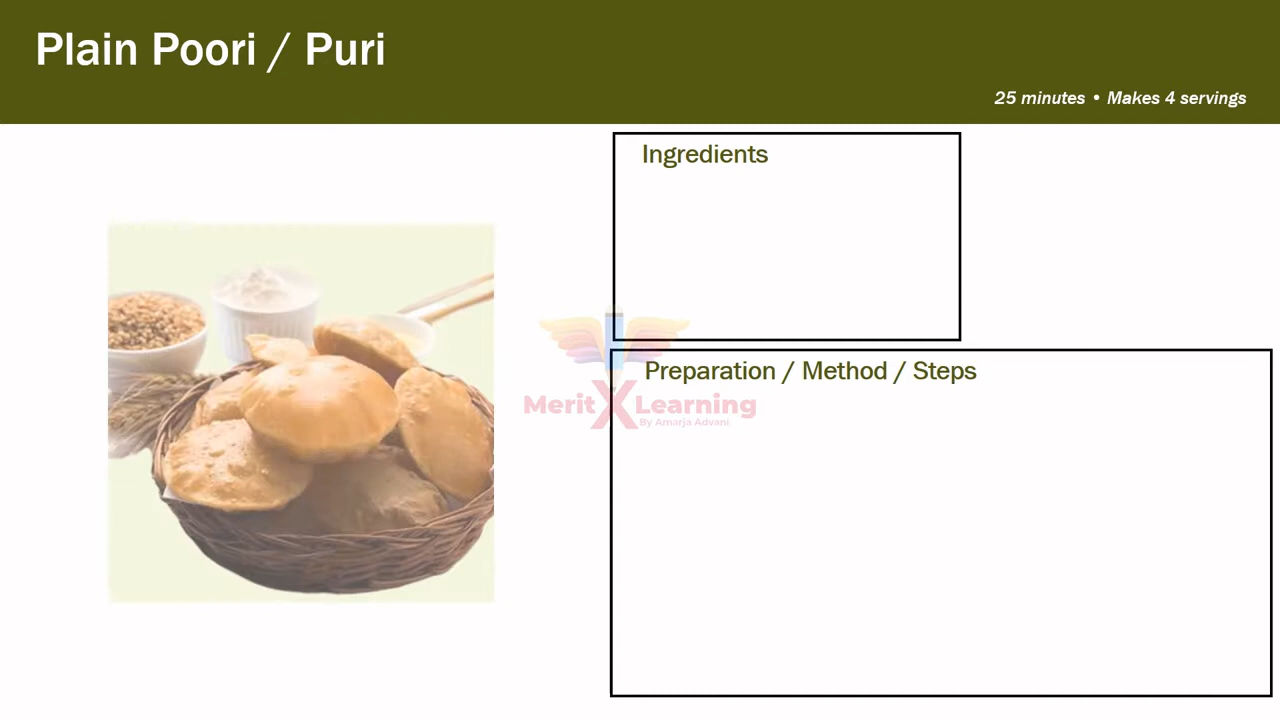 Plain Poori / Puri
25 minutes • Makes 4 servings
Ingredients
Preparation / Method / Steps
Merit X Learning
By Amarja Advani